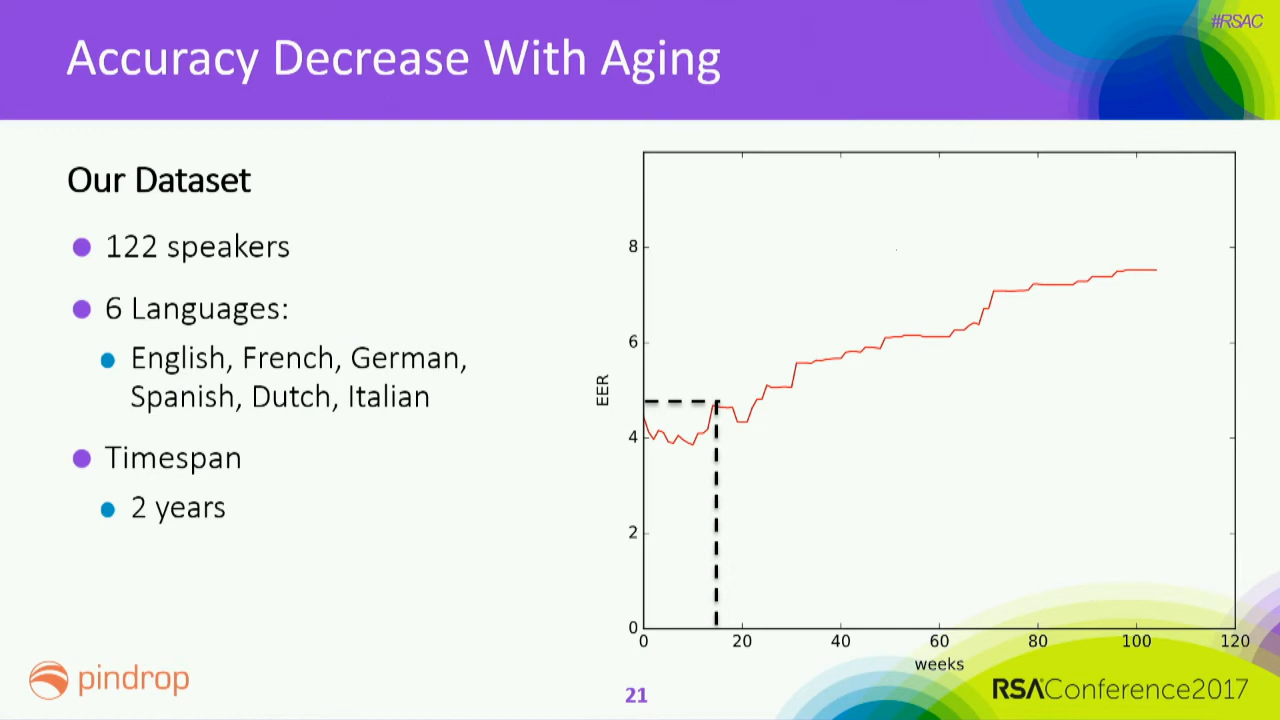 #RSAC
Accuracy Decrease With Aging
Our Dataset
122 speakers
6 Languages:
English, French, German,
Spanish, Dutch, Italian
Timespan
2 years
8
6
4
2
0
EER
0 20 40 60 80 100 120
weeks
pindrop
21
RSAConference2017